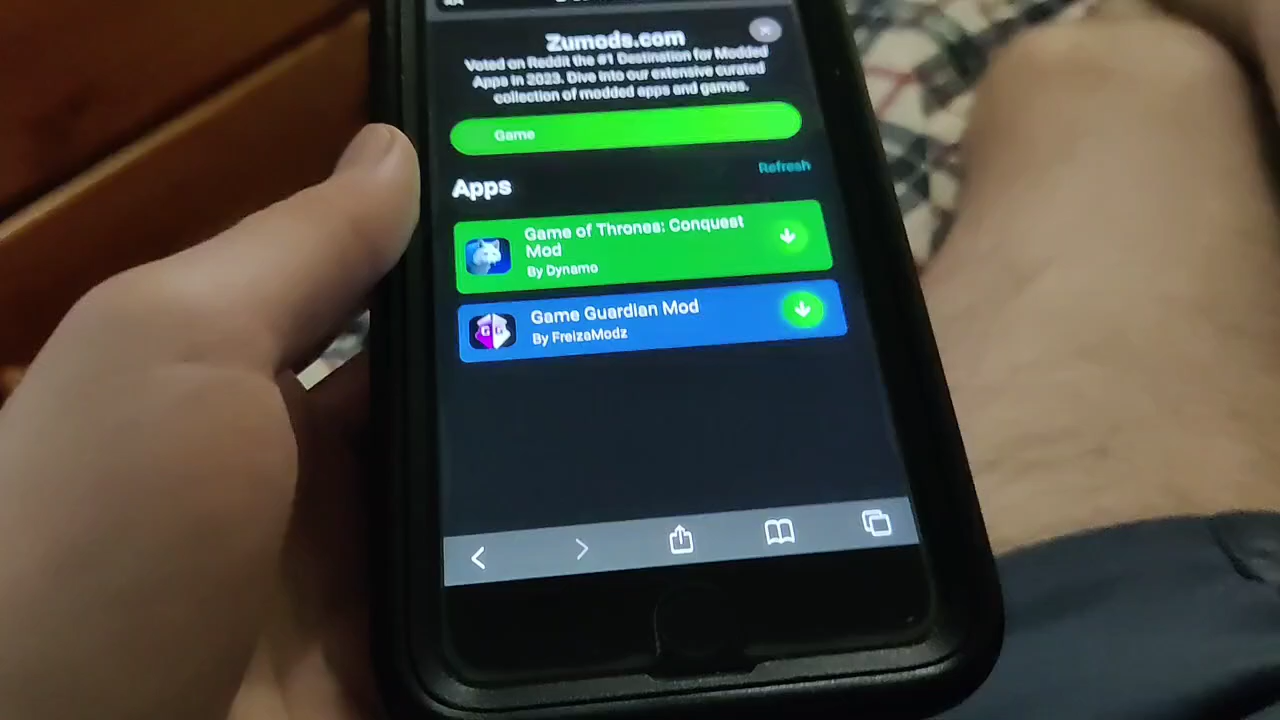 Zumods.com
Voted on Reddit the #1 Destination for Modded
Apps in 2023. Dive into our extensive curated
collection of modded apps and games.
Game
Refresh
Apps
Game of Thrones: Conquest
Mod
By Dynamo
Game Guardian Mod
By FreizaModz
G G